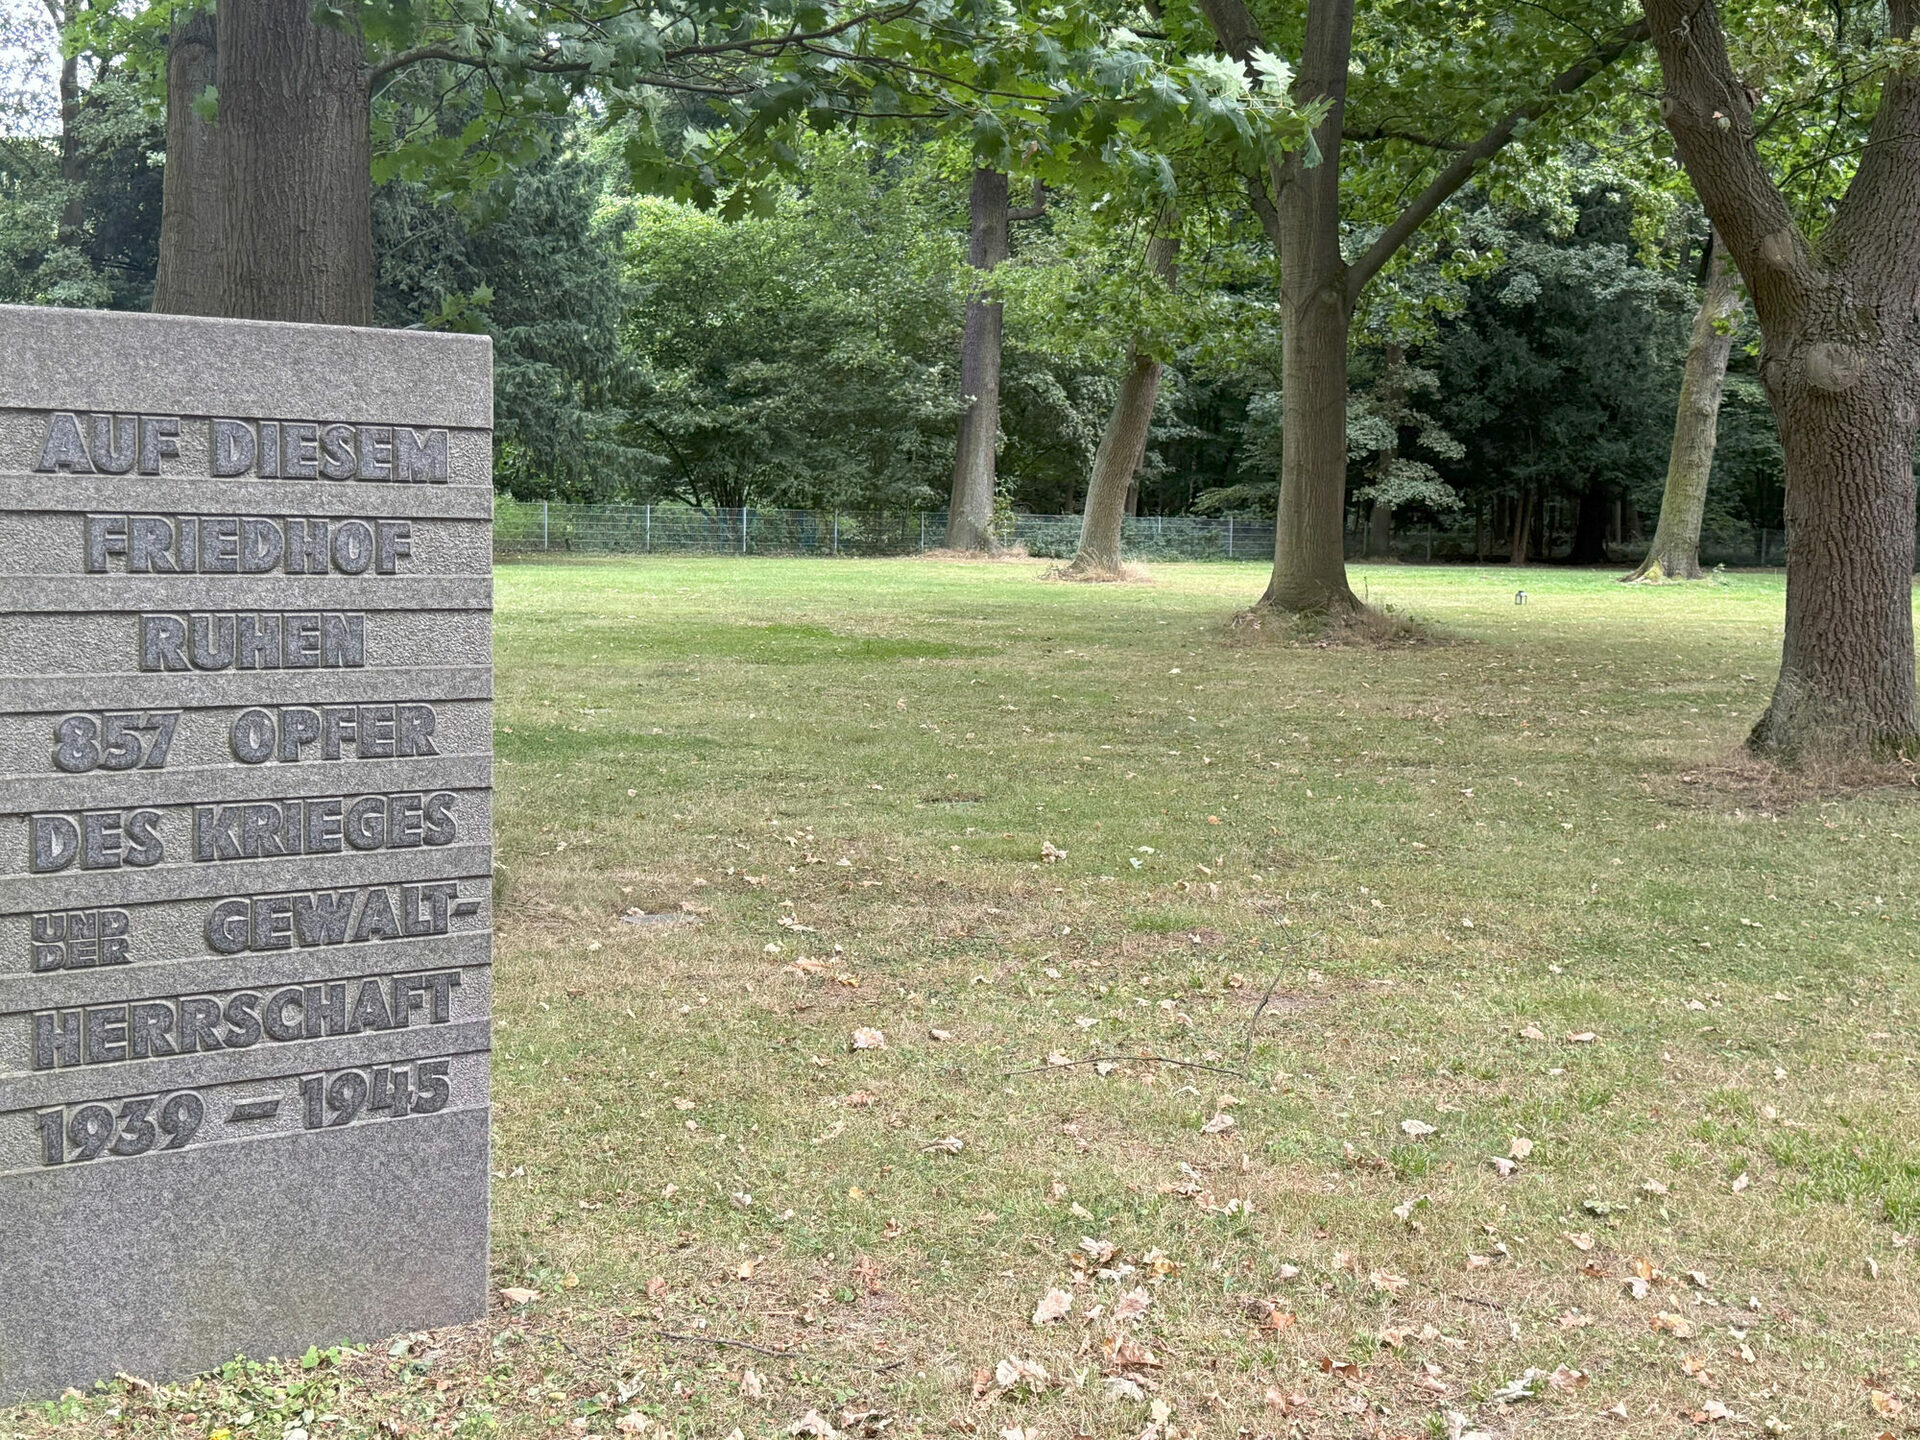 AUF DIESEM
FRIEDHOF
RUHEN
857 OPFER
DES KRIEGES
UND DER GEWALT-
HERRSCHAFT
1939 – 1945